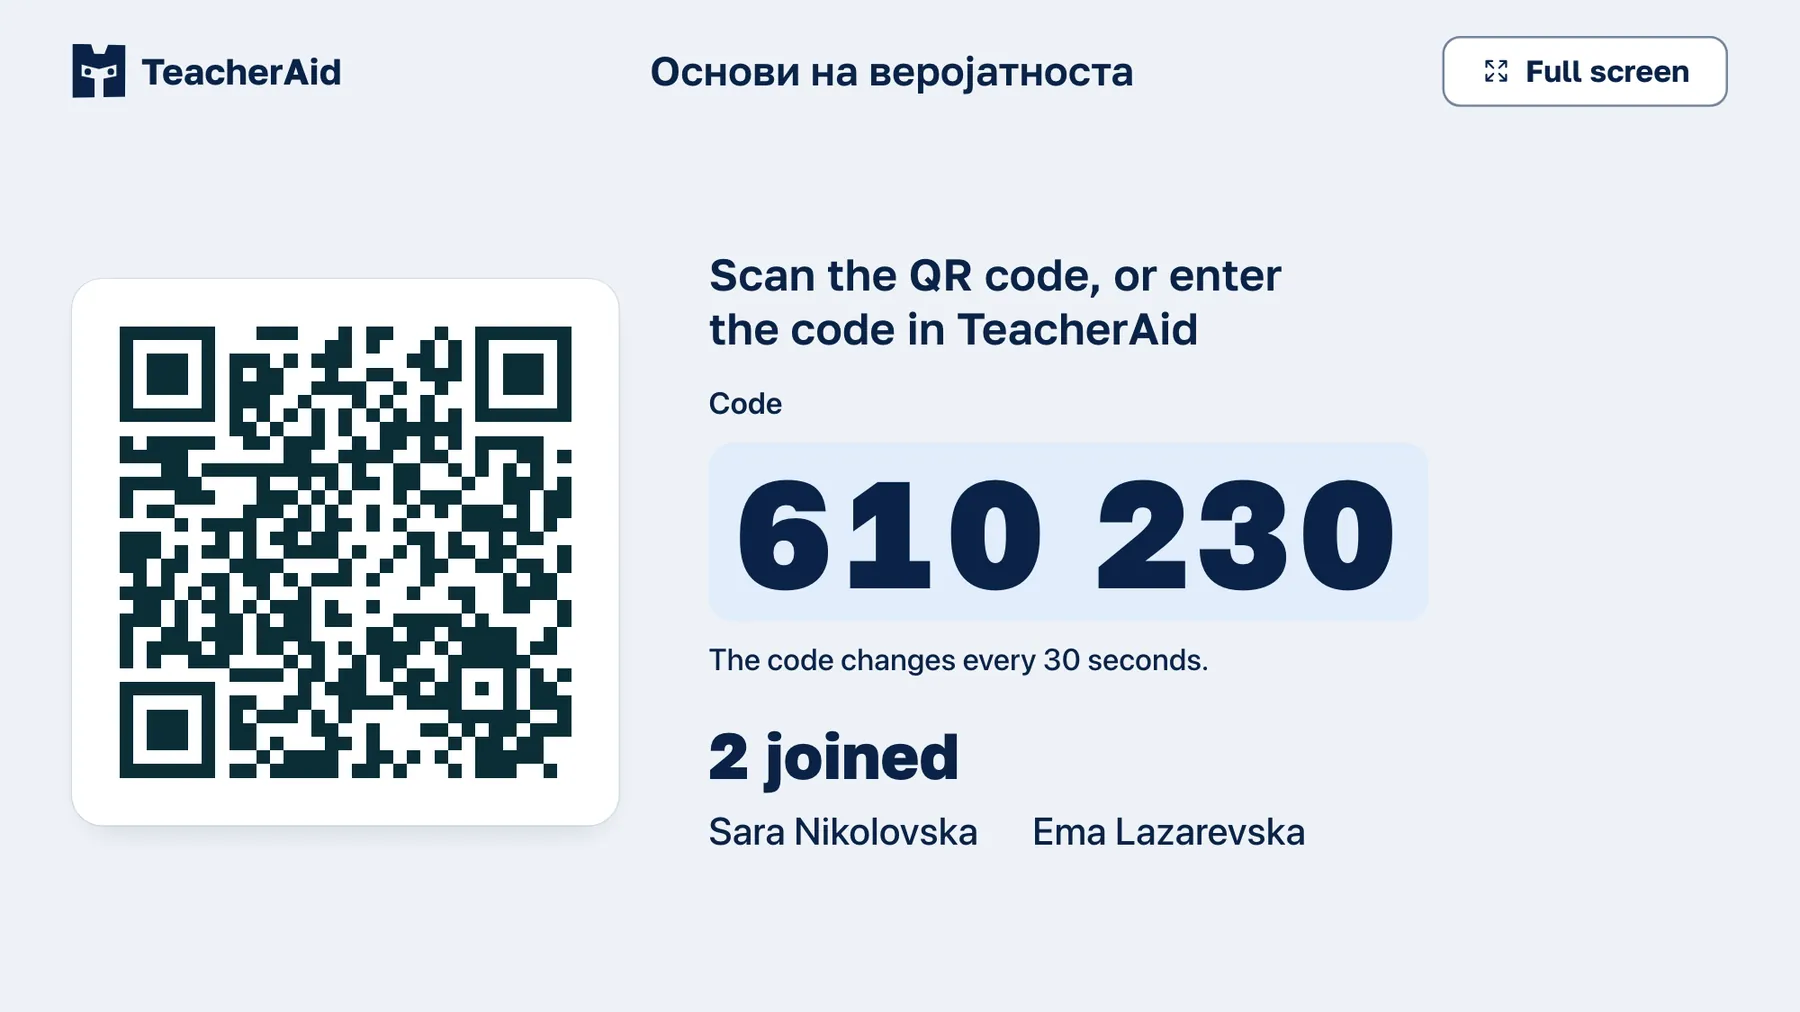 TeacherAid
Основи на веројатноста
Full screen
Scan the QR code, or enter
the code in TeacherAid
Code
610 230
The code changes every 30 seconds.
2 joined
Sara Nikolovska Ema Lazarevska